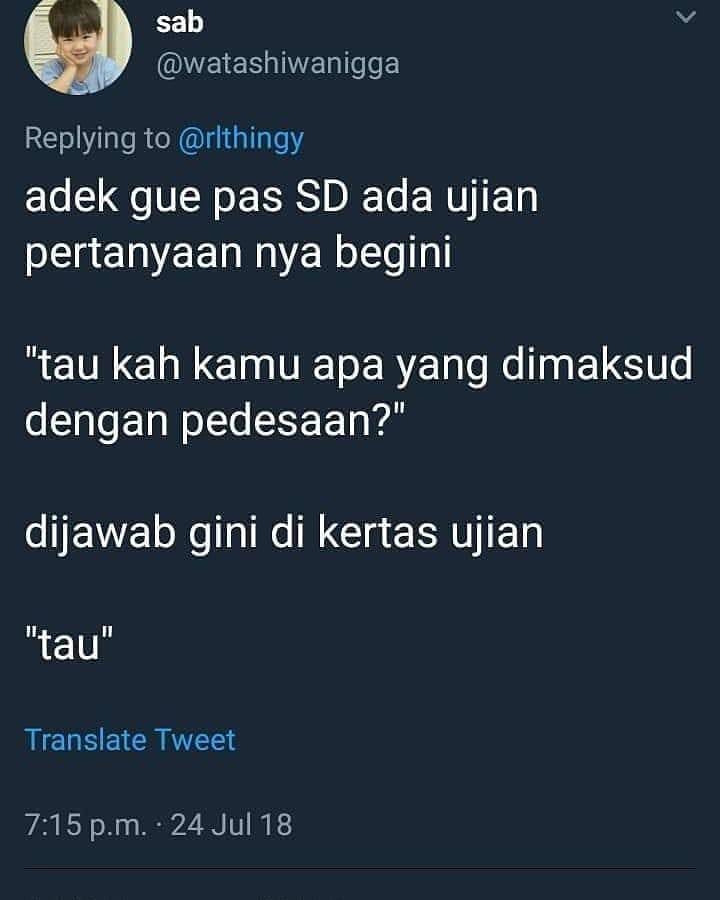 sab
@watashiwanigga
Replying to @rlthingy
adek gue pas SD ada ujian
pertanyaan nya begini
"tau kah kamu apa yang dimaksud
dengan pedesaan?"
dijawab gini di kertas ujian
"tau"
Translate Tweet
7:15 p.m. · 24 Jul 18